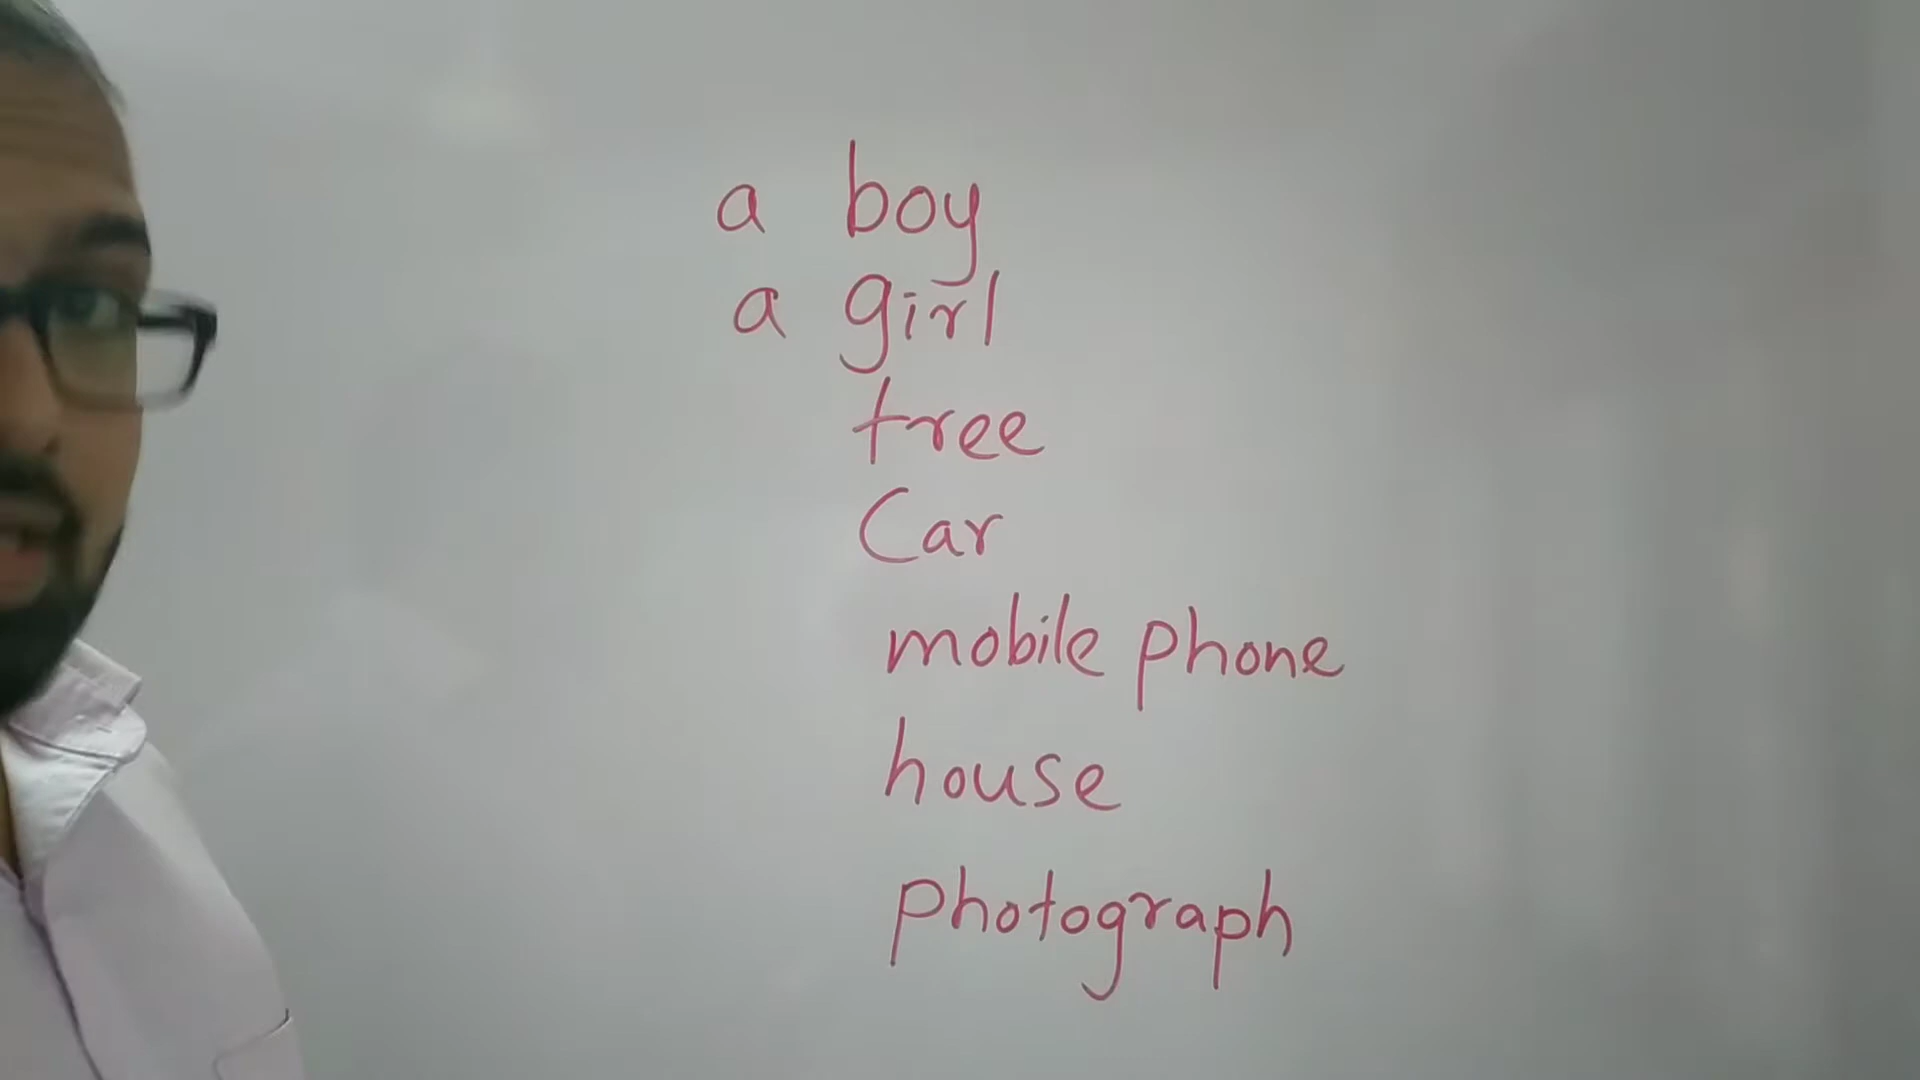 a boy
a girl
tree
Car
mobile phone
house
photograph